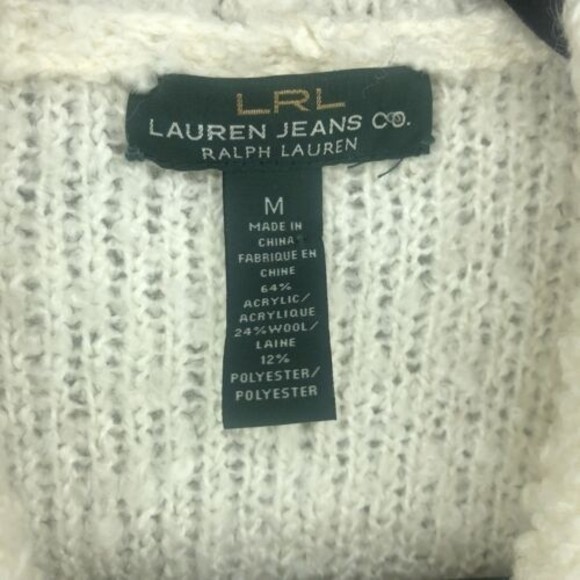 LRL
LAUREN JEANS CO.
RALPH LAUREN
M
MADE IN
CHINA
FABRIQUE EN
CHINE
64%
ACRYLIC/
ACRYLIQUE
24%WOOL/
LAINE
12%
POLYESTER/
POLYESTER